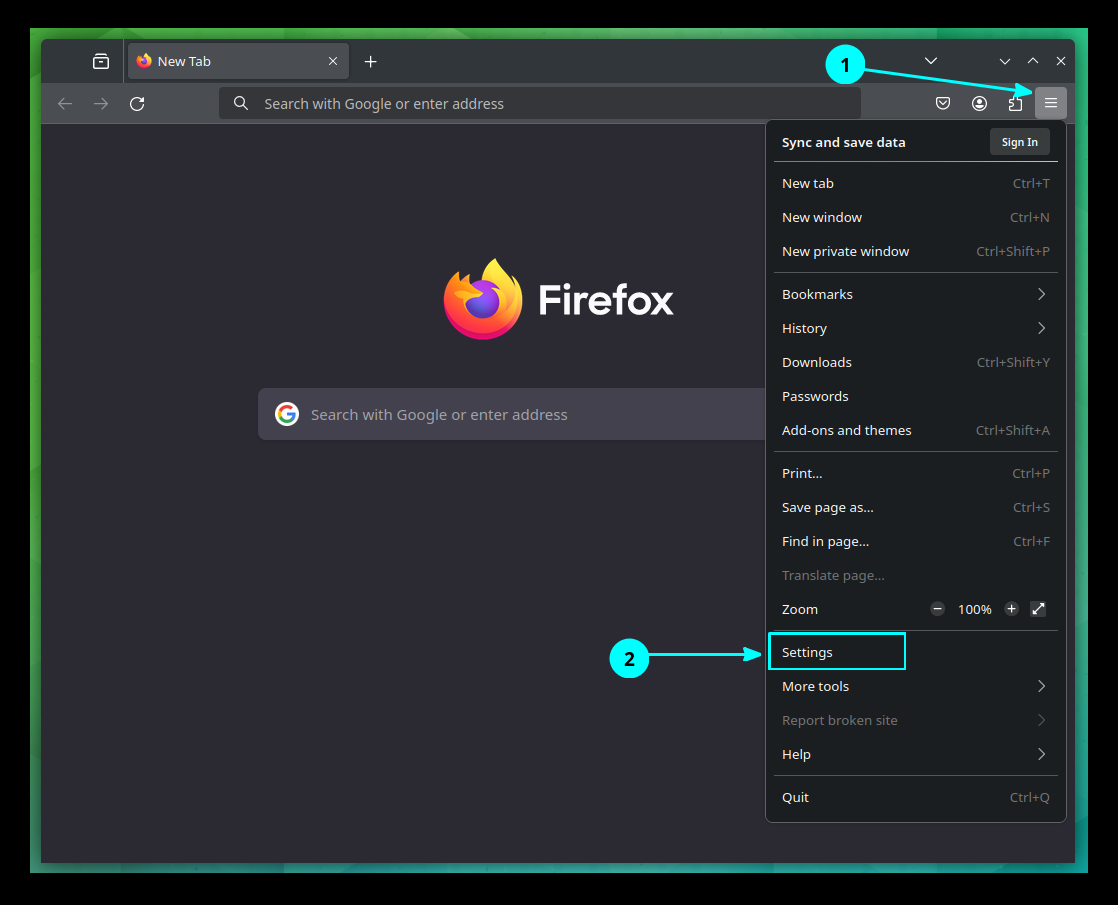 New Tab
1
Search with Google or enter address
Sync and save data Sign In
New tab Ctrl+T
New window Ctrl+N
New private window Ctrl+Shift+P
Bookmarks
History
Downloads Ctrl+Shift+Y
Passwords
Add-ons and themes Ctrl+Shift+A
Print... Ctrl+P
Save page as... Ctrl+S
Find in page... Ctrl+F
Translate page...
Zoom 100%
Settings
More tools
Report broken site
Help
Quit Ctrl+Q
Firefox
Search with Google or enter address
2